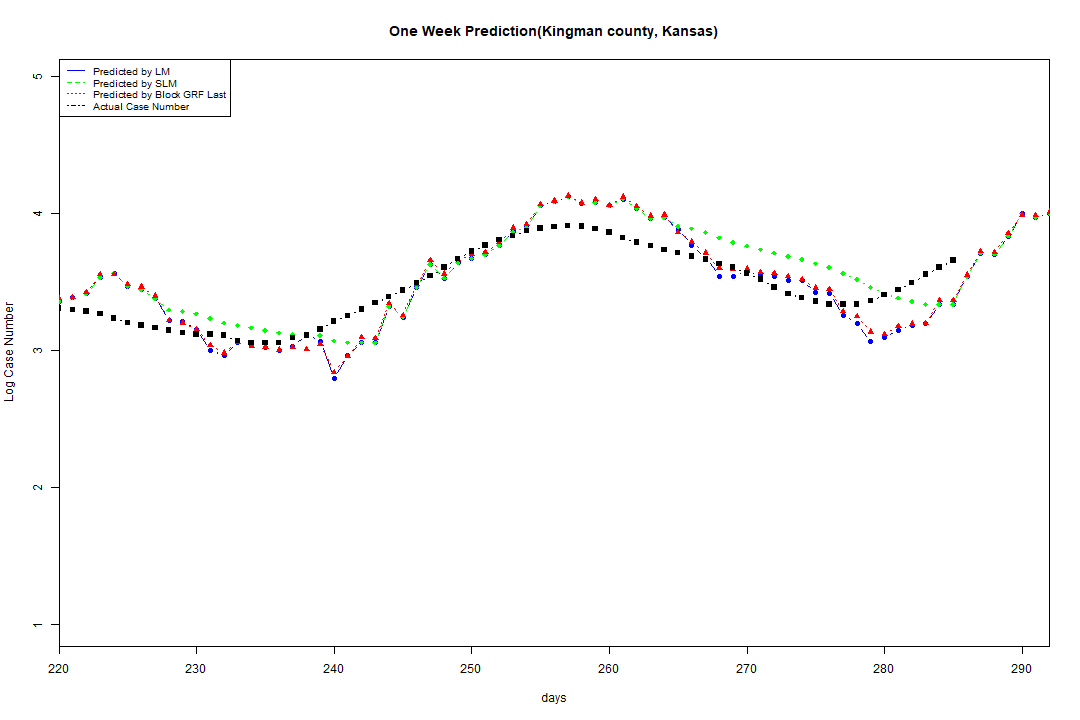 One Week Prediction(Kingman county, Kansas)
Predicted by LM
Predicted by SLM
Predicted by Block GRF Last
Actual Case Number
5
4
3
2
1
Log Case Number
220 230 240 250 260 270 280 290
days